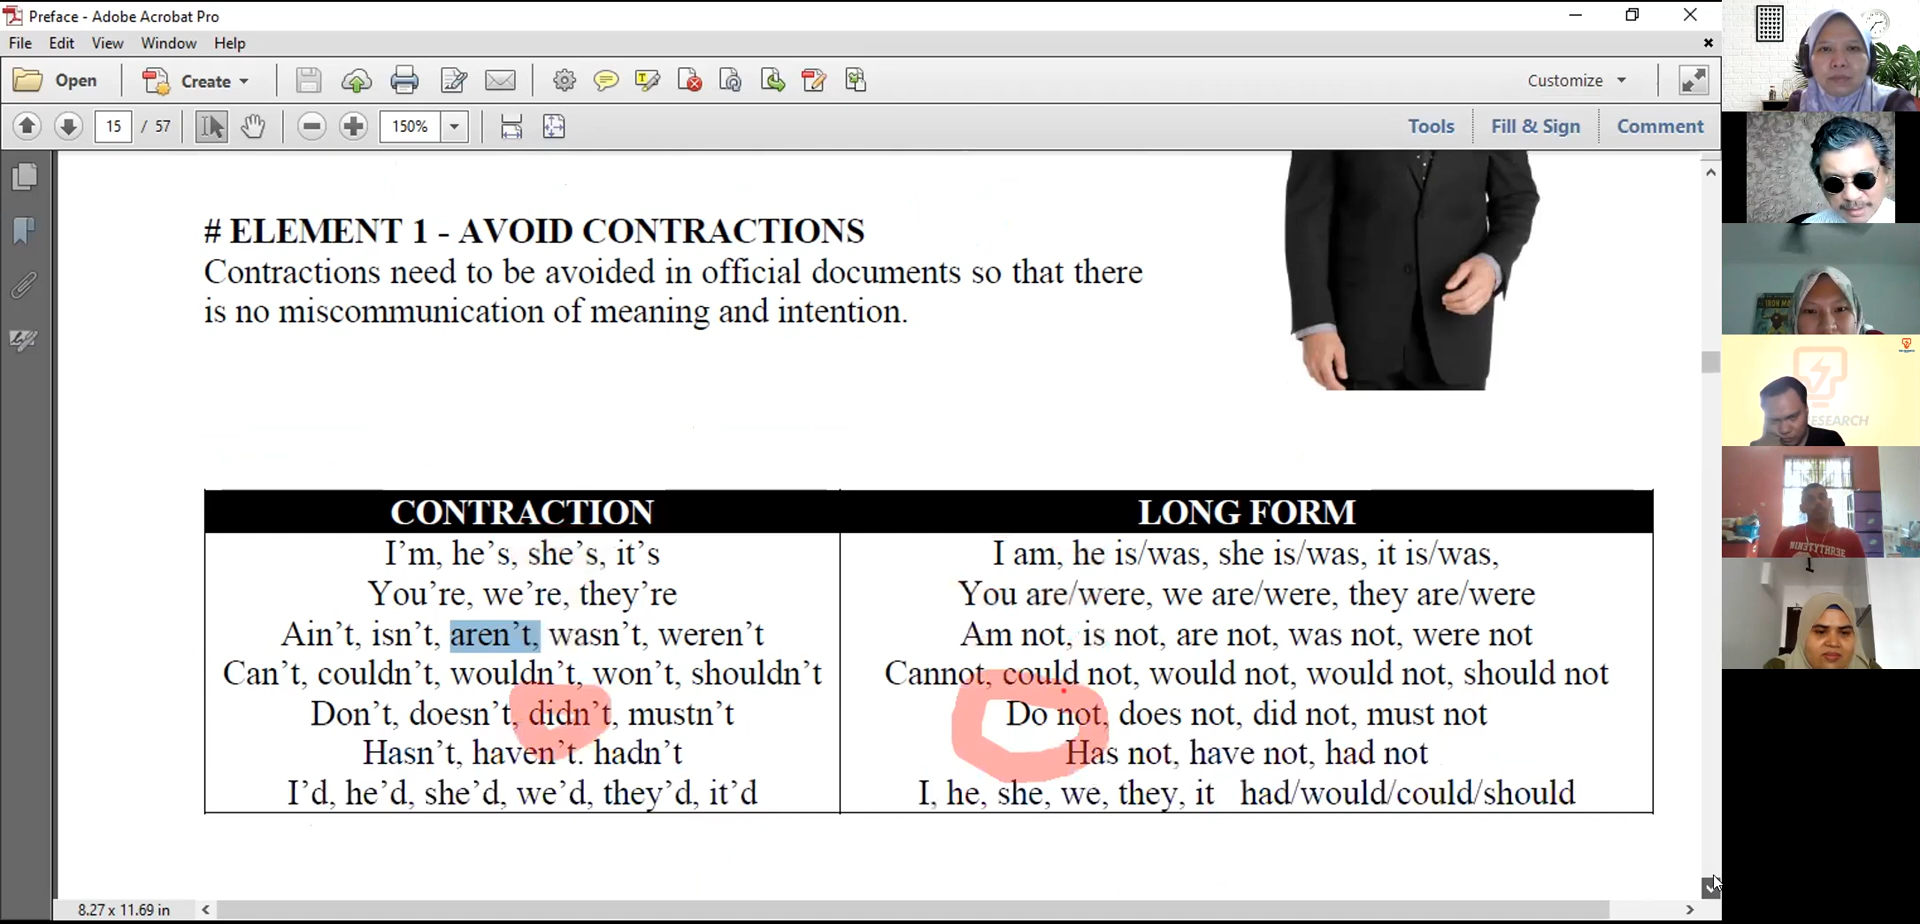 Preface - Adobe Acrobat Pro
File Edit View Window Help
Open Create Customize
15 / 57 150% Tools Fill & Sign Comment
# ELEMENT 1 - AVOID CONTRACTIONS
Contractions need to be avoided in official documents so that there
is no miscommunication of meaning and intention.
CONTRACTION LONG FORM
I’m, he’s, she’s, it’s I am, he is/was, she is/was, it is/was,
You’re, we’re, they’re You are/were, we are/were, they are/were
Ain’t, isn’t, aren’t, wasn’t, weren’t Am not, is not, are not, was not, were not
Can’t, couldn’t, wouldn’t, won’t, shouldn’t Cannot, could not, would not, would not, should not
Don’t, doesn’t, didn’t, mustn’t Do not, does not, did not, must not
Hasn’t, haven’t. hadn’t Has not, have not, had not
I’d, he’d, she’d, we’d, they’d, it’d I, he, she, we, they, it had/would/could/should
8.27 x 11.69 in